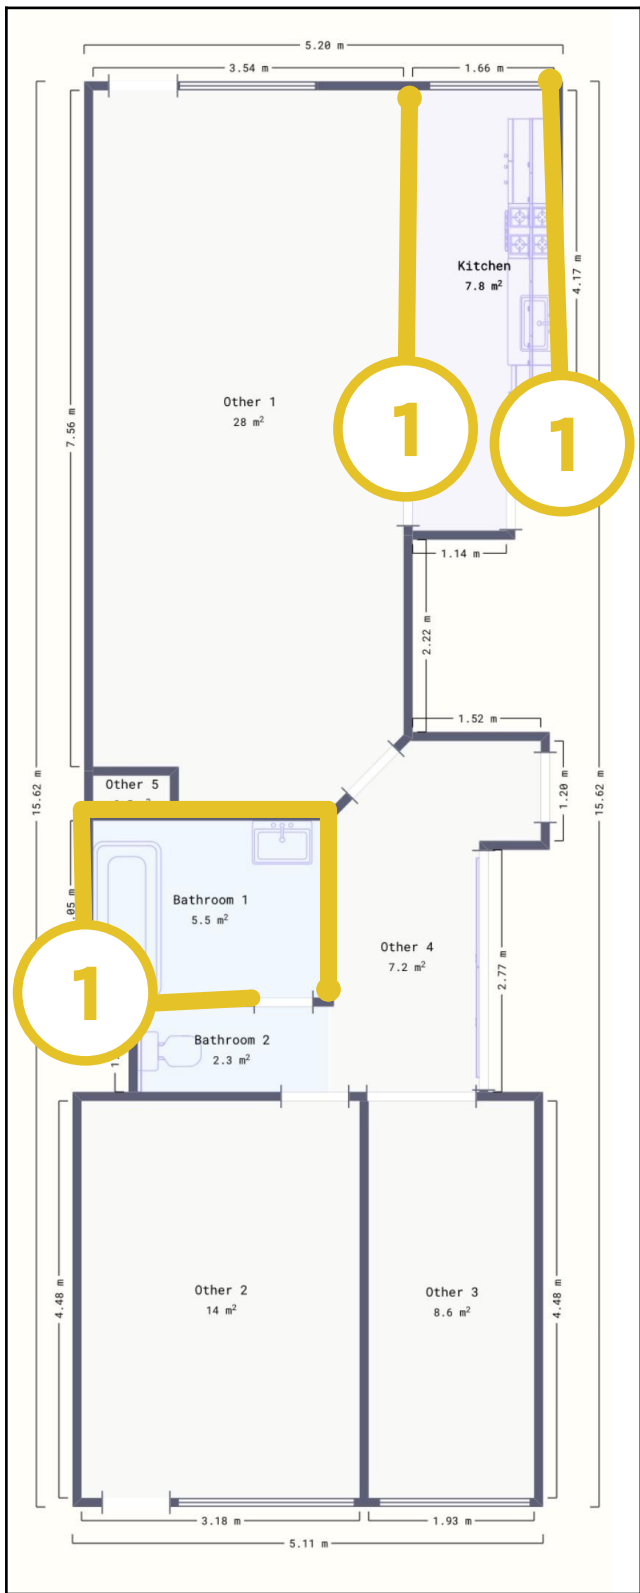 5.20 m
3.54 m
1.66 m
Kitchen
7.8 m²
4.17 m
Other 1
28 m²
7.56 m
1
1
1.14 m
2.22 m
1.52 m
Other 5
15.62 m
1.20 m
15.62 m
Bathroom 1
5.5 m²
Other 4
7.2 m²
2.77 m
1
Bathroom 2
2.3 m²
Other 2
14 m²
Other 3
8.6 m²
4.48 m
4.48 m
3.18 m
1.93 m
5.11 m